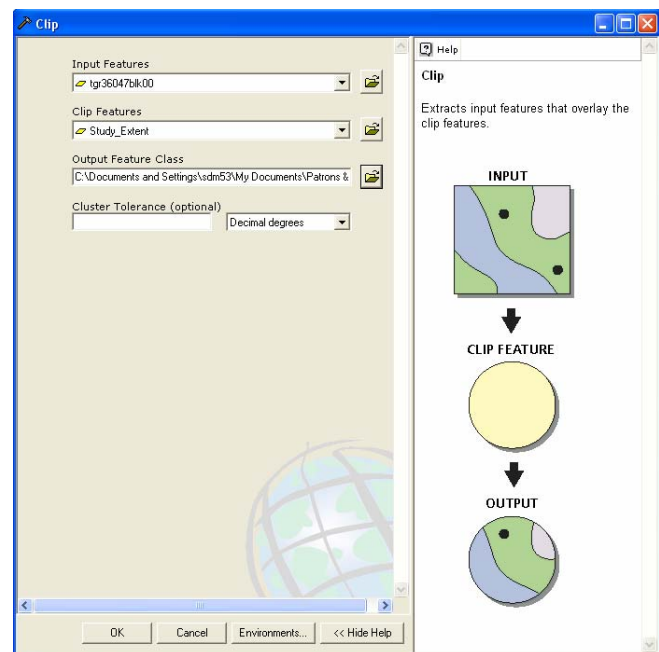 Clip
Input Features
tgr36047blk00
Clip Features
Study_Extent
Output Feature Class
C:\Documents and Settings\sdm53\My Documents\Patrons &
Cluster Tolerance (optional)
Decimal degrees
OK Cancel Environments... << Hide Help
Help
Clip
Extracts input features that overlay the
clip features.
INPUT
CLIP FEATURE
OUTPUT